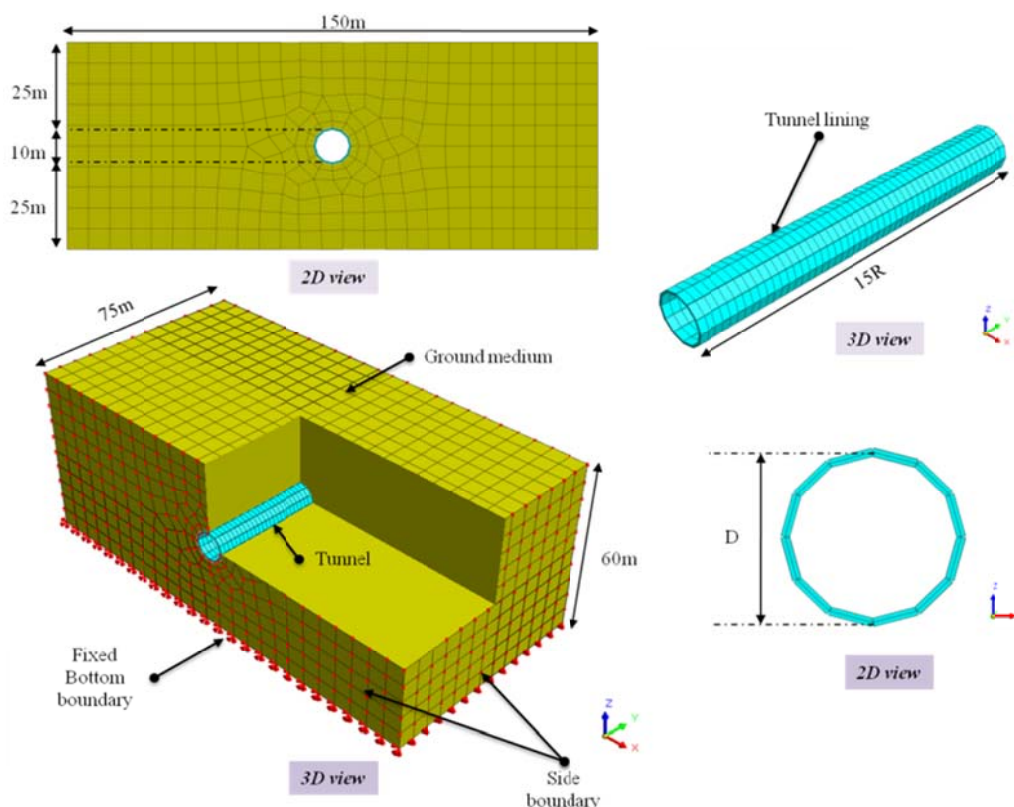 150m
25m
10m
25m
2D view
Tunnel lining
15R
3D view
Z
Y
X
75m
Ground medium
Tunnel
60m
Fixed
Bottom
boundary
3D view
Side
boundary
Z
Y
X
D
Z
2D view